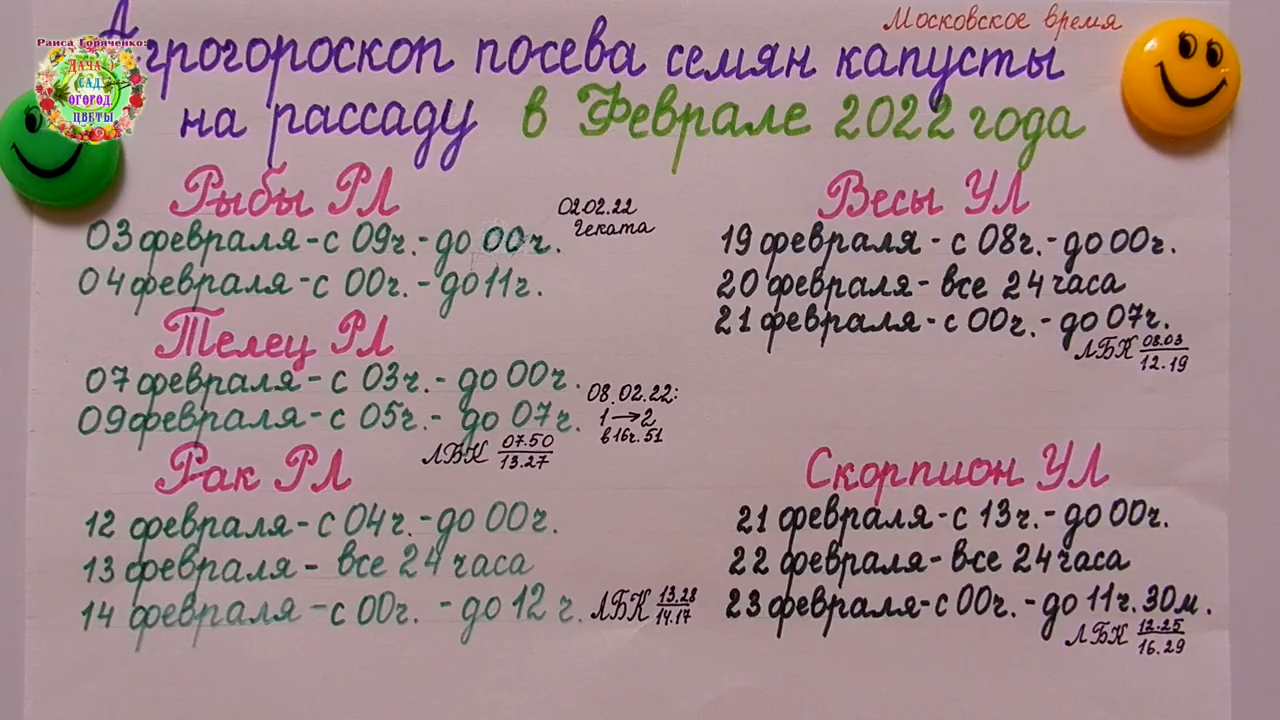 Московское время
Раиса Горяченко:
ДАЧА
САД
ОГОРОД
ЦВЕТЫ
Агрогороскоп посева семян капусты
на рассаду в Феврале 2022 года
Рыбы РЛ
02.02.22
Геката
03 февраля - с 09ч. - до 00ч.
04 февраля - с 00ч. - до 11ч.
Телец РЛ
07 февраля - с 03ч. - до 00ч.
09 февраля - с 05ч. - до 07ч.
08.02.22:
1→2
в 16ч. 51
ЛБК 07.50
13.27
Рак РЛ
12 февраля - с 04ч. - до 00ч.
13 февраля - все 24 часа
14 февраля - с 00ч. - до 12ч.
ЛБК 13.28
14.17
Весы УЛ
19 февраля - с 08ч. - до 00ч.
20 февраля - все 24 часа
21 февраля - с 00ч. - до 07ч.
ЛБК 08.03
12.19
Скорпион УЛ
21 февраля - с 13ч. - до 00ч.
22 февраля - все 24 часа
23 февраля - с 00ч. - до 11ч. 30м.
ЛБК 12.25
16.29